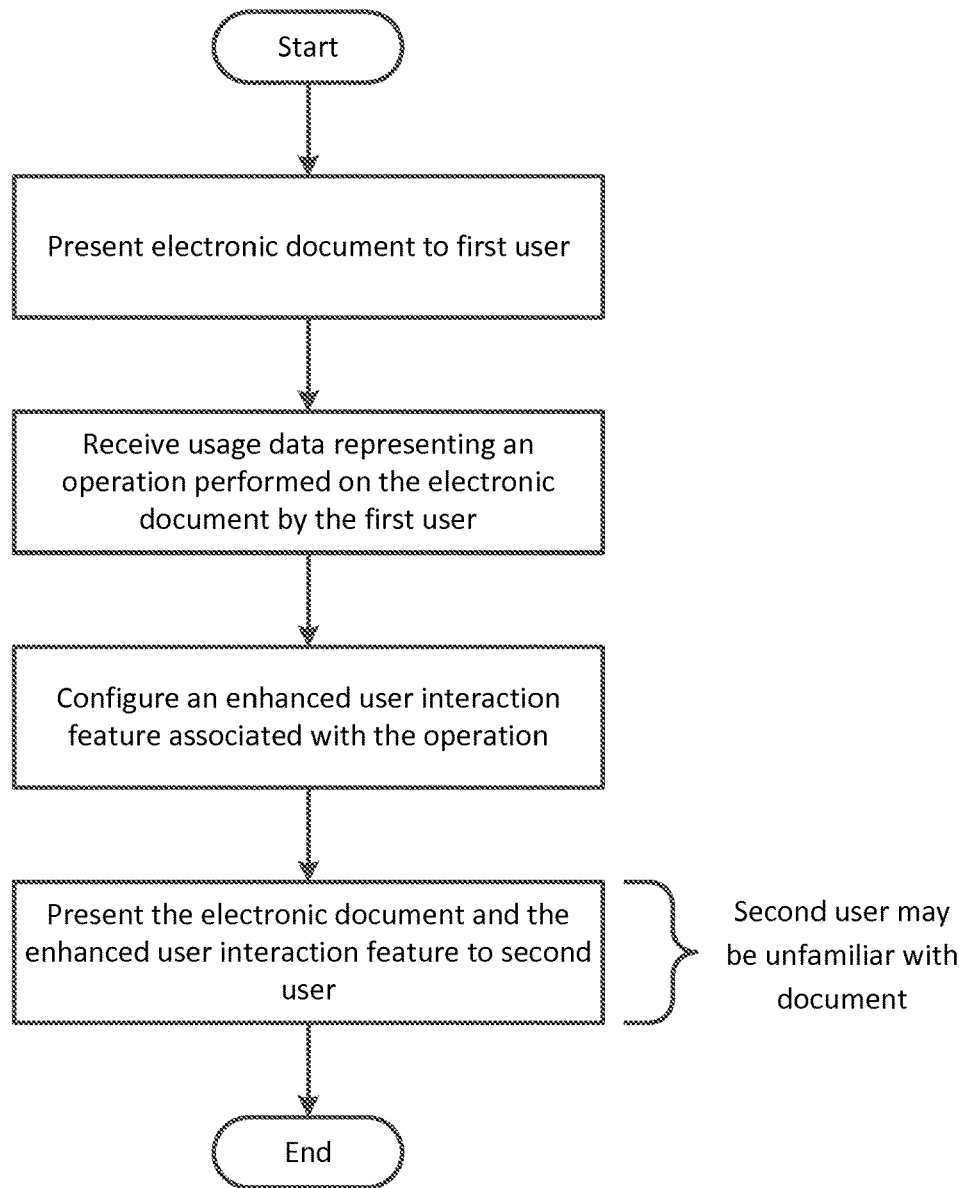 Start
Present electronic document to first user
Receive usage data representing an
operation performed on the electronic
document by the first user
Configure an enhanced user interaction
feature associated with the operation
Present the electronic document and the
enhanced user interaction feature to second
user
Second user may
be unfamiliar with
document
End